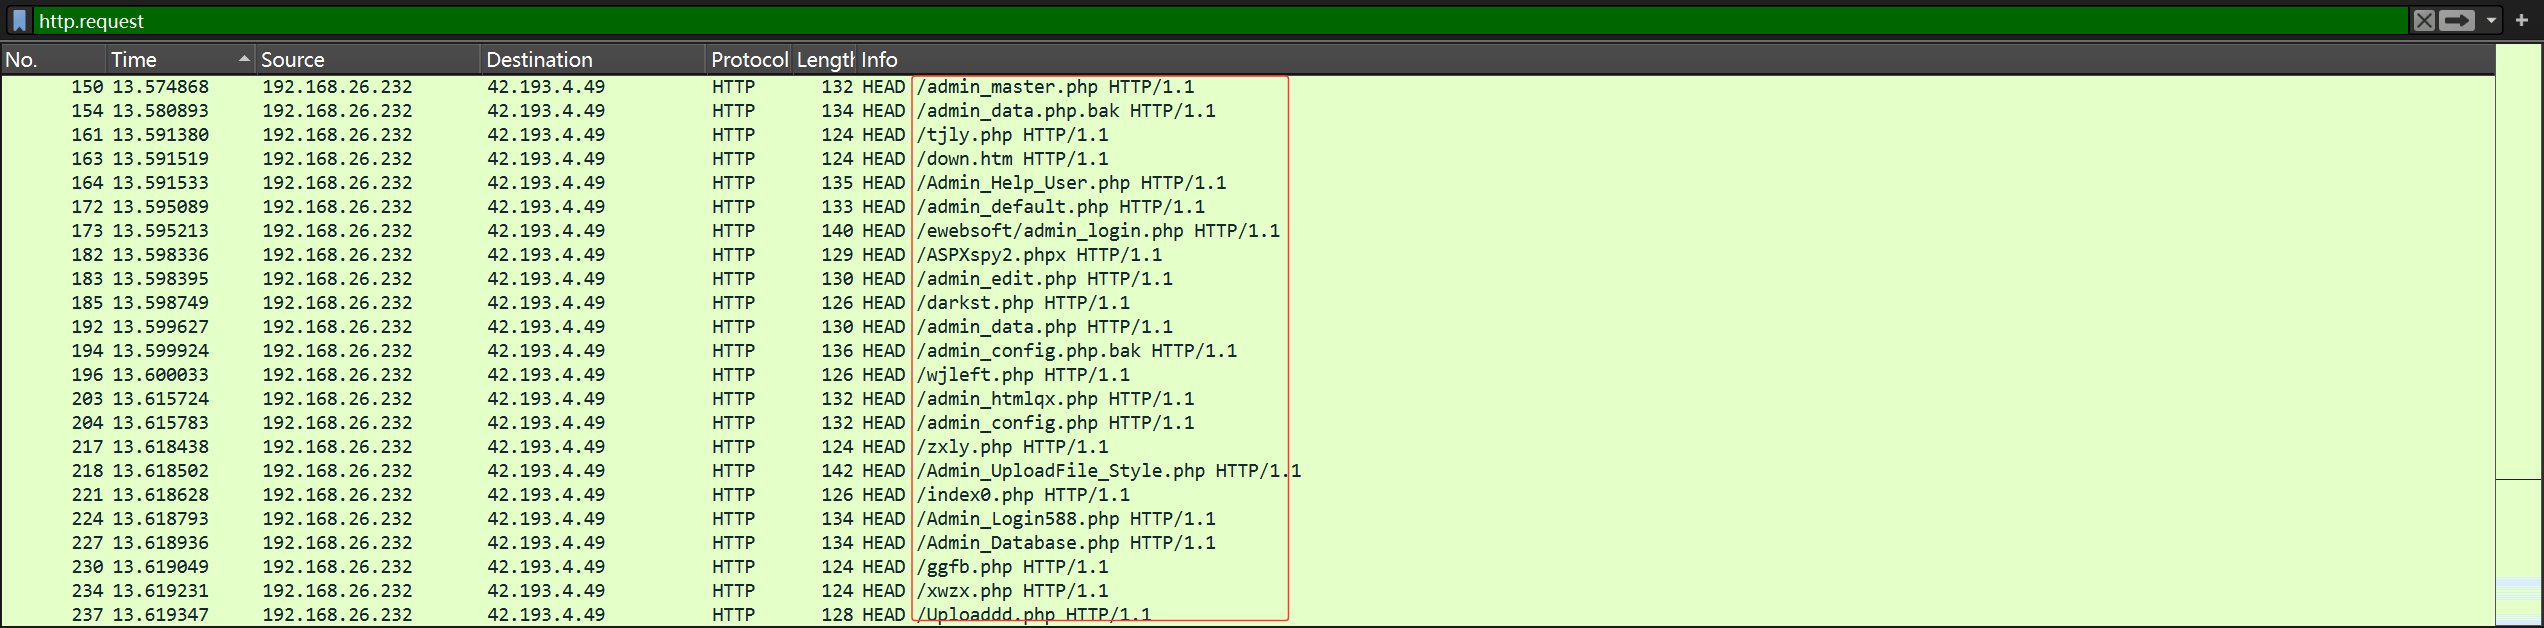 http.request
No. Time Source Destination Protocol Length Info
150 13.574868 192.168.26.232 42.193.4.49 HTTP 132 HEAD /admin_master.php HTTP/1.1
154 13.580893 192.168.26.232 42.193.4.49 HTTP 134 HEAD /admin_data.php.bak HTTP/1.1
161 13.591380 192.168.26.232 42.193.4.49 HTTP 124 HEAD /tjly.php HTTP/1.1
163 13.591519 192.168.26.232 42.193.4.49 HTTP 124 HEAD /down.htm HTTP/1.1
164 13.591533 192.168.26.232 42.193.4.49 HTTP 135 HEAD /Admin_Help_User.php HTTP/1.1
172 13.595089 192.168.26.232 42.193.4.49 HTTP 133 HEAD /admin_default.php HTTP/1.1
173 13.595213 192.168.26.232 42.193.4.49 HTTP 140 HEAD /ewebsoft/admin_login.php HTTP/1.1
182 13.598336 192.168.26.232 42.193.4.49 HTTP 129 HEAD /ASPXspy2.phpx HTTP/1.1
183 13.598395 192.168.26.232 42.193.4.49 HTTP 130 HEAD /admin_edit.php HTTP/1.1
185 13.598749 192.168.26.232 42.193.4.49 HTTP 126 HEAD /darkst.php HTTP/1.1
192 13.599627 192.168.26.232 42.193.4.49 HTTP 130 HEAD /admin_data.php HTTP/1.1
194 13.599924 192.168.26.232 42.193.4.49 HTTP 136 HEAD /admin_config.php.bak HTTP/1.1
196 13.600033 192.168.26.232 42.193.4.49 HTTP 126 HEAD /wjleft.php HTTP/1.1
203 13.615724 192.168.26.232 42.193.4.49 HTTP 132 HEAD /admin_htmlqx.php HTTP/1.1
204 13.615783 192.168.26.232 42.193.4.49 HTTP 132 HEAD /admin_config.php HTTP/1.1
217 13.618438 192.168.26.232 42.193.4.49 HTTP 124 HEAD /zxly.php HTTP/1.1
218 13.618502 192.168.26.232 42.193.4.49 HTTP 142 HEAD /Admin_UploadFile_Style.php HTTP/1.1
221 13.618628 192.168.26.232 42.193.4.49 HTTP 126 HEAD /index0.php HTTP/1.1
224 13.618793 192.168.26.232 42.193.4.49 HTTP 134 HEAD /Admin_Login588.php HTTP/1.1
227 13.618936 192.168.26.232 42.193.4.49 HTTP 134 HEAD /Admin_Database.php HTTP/1.1
230 13.619049 192.168.26.232 42.193.4.49 HTTP 124 HEAD /ggfb.php HTTP/1.1
234 13.619231 192.168.26.232 42.193.4.49 HTTP 124 HEAD /xwzx.php HTTP/1.1
237 13.619347 192.168.26.232 42.193.4.49 HTTP 128 HEAD /Uploaddd.php HTTP/1.1